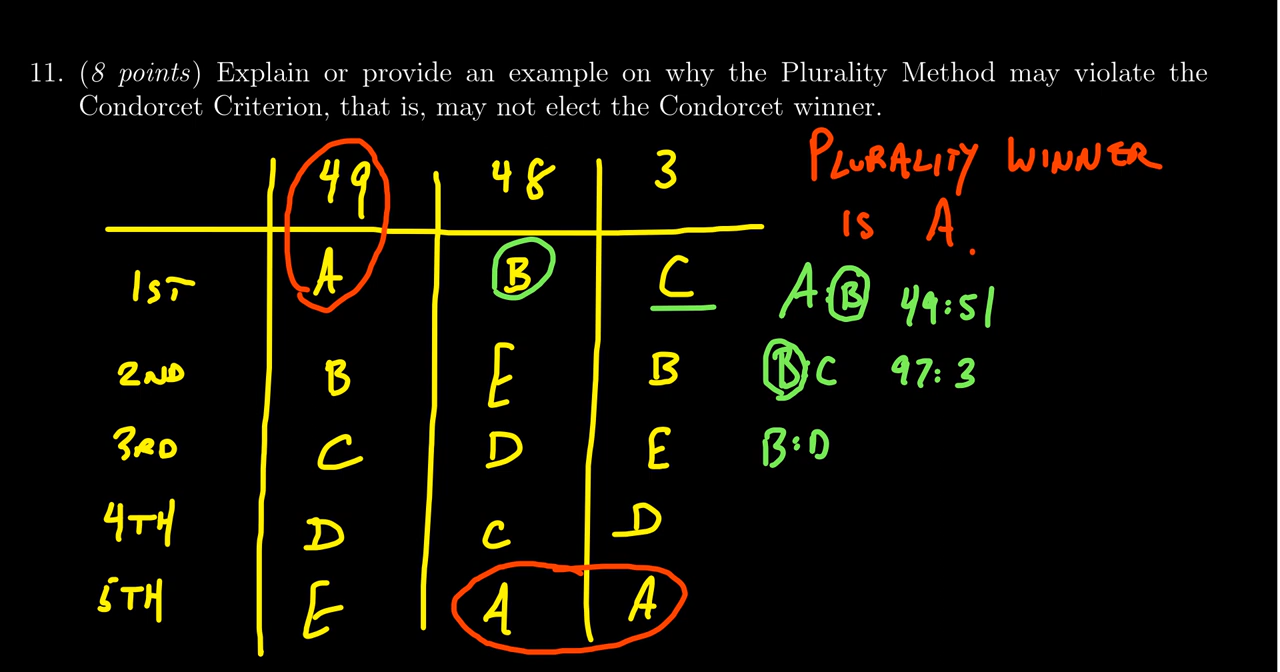 11. (8 points) Explain or provide an example on why the Plurality Method may violate the
Condorcet Criterion, that is, may not elect the Condorcet winner.
49 48 3
1ST A B C
2ND B E B
3RD C D E
4TH D C D
5TH E A A
PLURALITY WINNER
IS A.
A:B 49:51
B:C 97:3
B:D